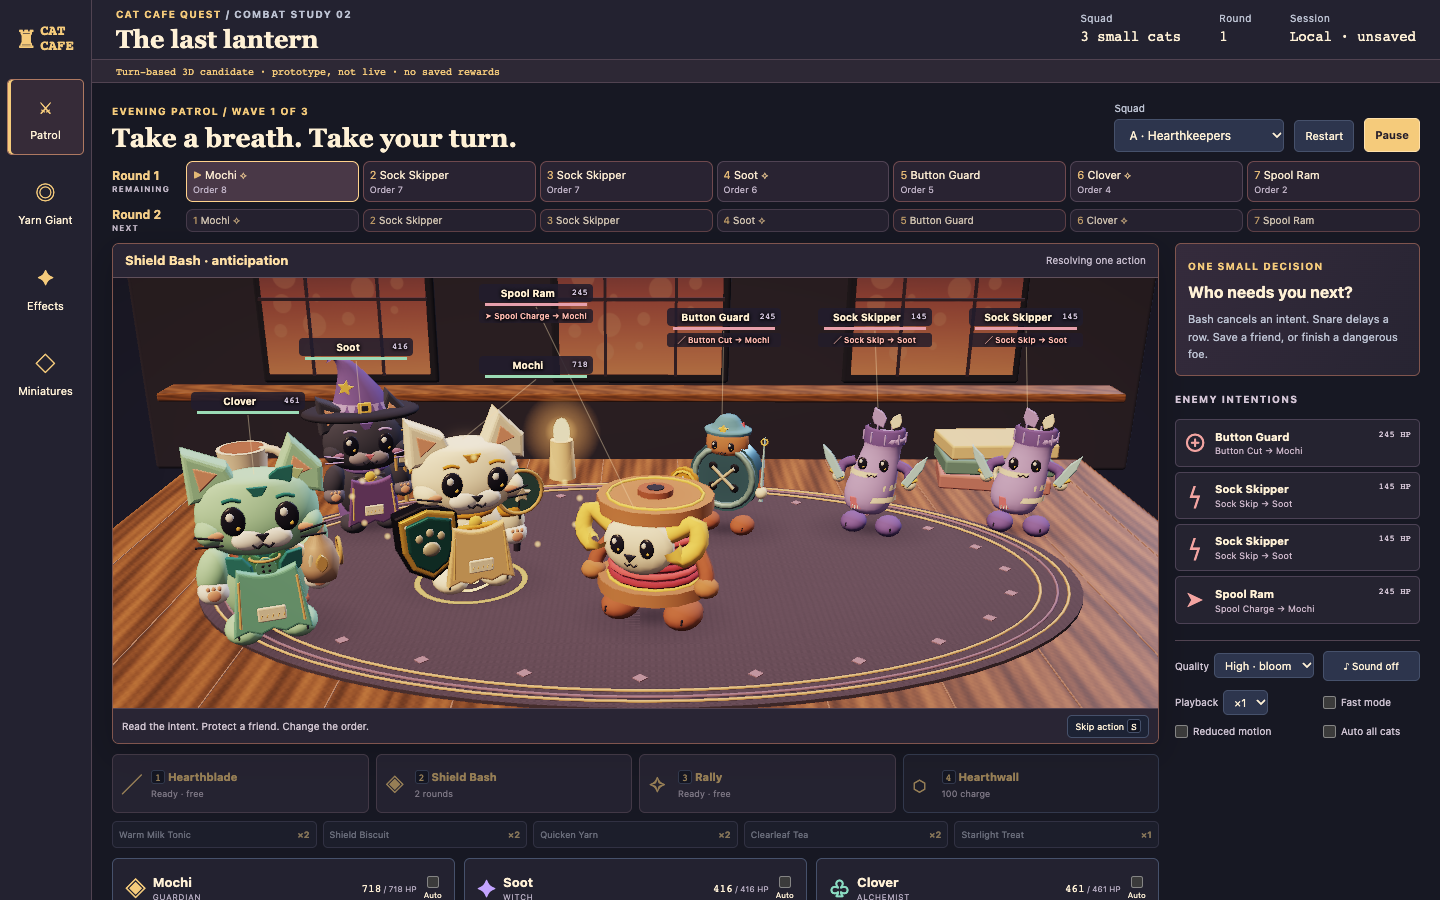 CAT
CAFE
CAT CAFE QUEST / COMBAT STUDY 02
The last lantern
Squad
3 small cats
Round
1
Session
Local · unsaved
Turn-based 3D candidate · prototype, not live · no saved rewards
Patrol
Yarn Giant
Effects
Miniatures
EVENING PATROL / WAVE 1 OF 3
Take a breath. Take your turn.
Squad
A · Hearthkeepers
Restart
Pause
Round 1
REMAINING
Mochi
Order 8
2 Sock Skipper
Order 7
3 Sock Skipper
Order 7
4 Soot
Order 6
5 Button Guard
Order 5
6 Clover
Order 4
7 Spool Ram
Order 2
Round 2
NEXT
1 Mochi
2 Sock Skipper
3 Sock Skipper
4 Soot
5 Button Guard
6 Clover
7 Spool Ram
Shield Bash · anticipation
Resolving one action
Spool Ram 245
Spool Charge → Mochi
Button Guard 245
Button Cut → Mochi
Sock Skipper 145
Sock Skip → Soot
Sock Skipper 145
Sock Skip → Soot
Soot 416
Mochi 718
Clover 461
Read the intent. Protect a friend. Change the order.
Skip action S
ONE SMALL DECISION
Who needs you next?
Bash cancels an intent. Snare delays a
row. Save a friend, or finish a dangerous
foe.
ENEMY INTENTIONS
Button Guard 245 HP
Button Cut → Mochi
Sock Skipper 145 HP
Sock Skip → Soot
Sock Skipper 145 HP
Sock Skip → Soot
Spool Ram 245 HP
Spool Charge → Mochi
Quality High · bloom
♪ Sound off
Playback ×1
Fast mode
Reduced motion
Auto all cats
1 Hearthblade
Ready · free
2 Shield Bash
2 rounds
3 Rally
Ready · free
4 Hearthwall
100 charge
Warm Milk Tonic ×2
Shield Biscuit ×2
Quicken Yarn ×2
Clearleaf Tea ×2
Starlight Treat ×1
Mochi
GUARDIAN
718 / 718 HP
Auto
Soot
WITCH
416 / 416 HP
Auto
Clover
ALCHEMIST
461 / 461 HP
Auto